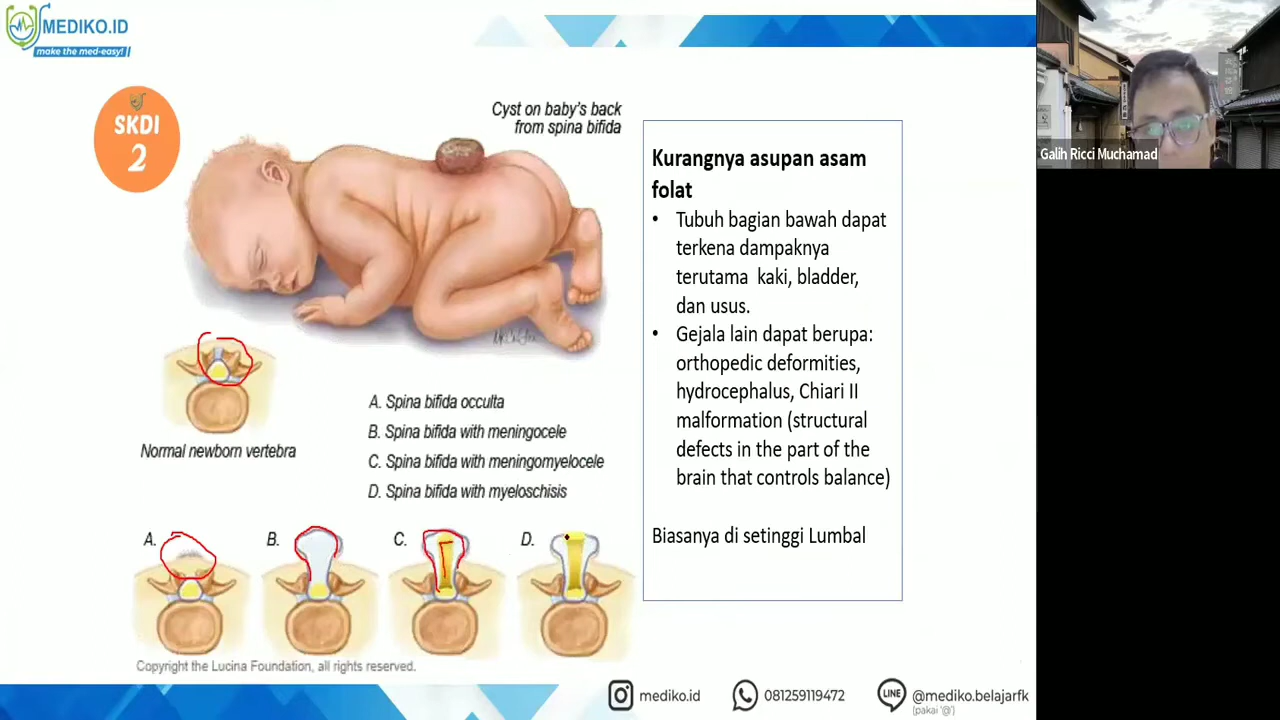 MEDIKO.ID
make the med-easy!
SKDI
2
Cyst on baby's back
from spina bifida
Normal newborn vertebra
A. Spina bifida occulta
B. Spina bifida with meningocele
C. Spina bifida with meningomyelocele
D. Spina bifida with myeloschisis
A.
B.
C.
D.
Copyright the Lucina Foundation, all rights reserved.
Kurangnya asupan asam
folat
• Tubuh bagian bawah dapat
terkena dampaknya
terutama kaki, bladder,
dan usus.
• Gejala lain dapat berupa:
orthopedic deformities,
hydrocephalus, Chiari II
malformation (structural
defects in the part of the
brain that controls balance)
Biasanya di setinggi Lumbal
Galih Ricci Muchamad
mediko.id
081259119472
LINE
@mediko.belajarfk
(pakai '@')